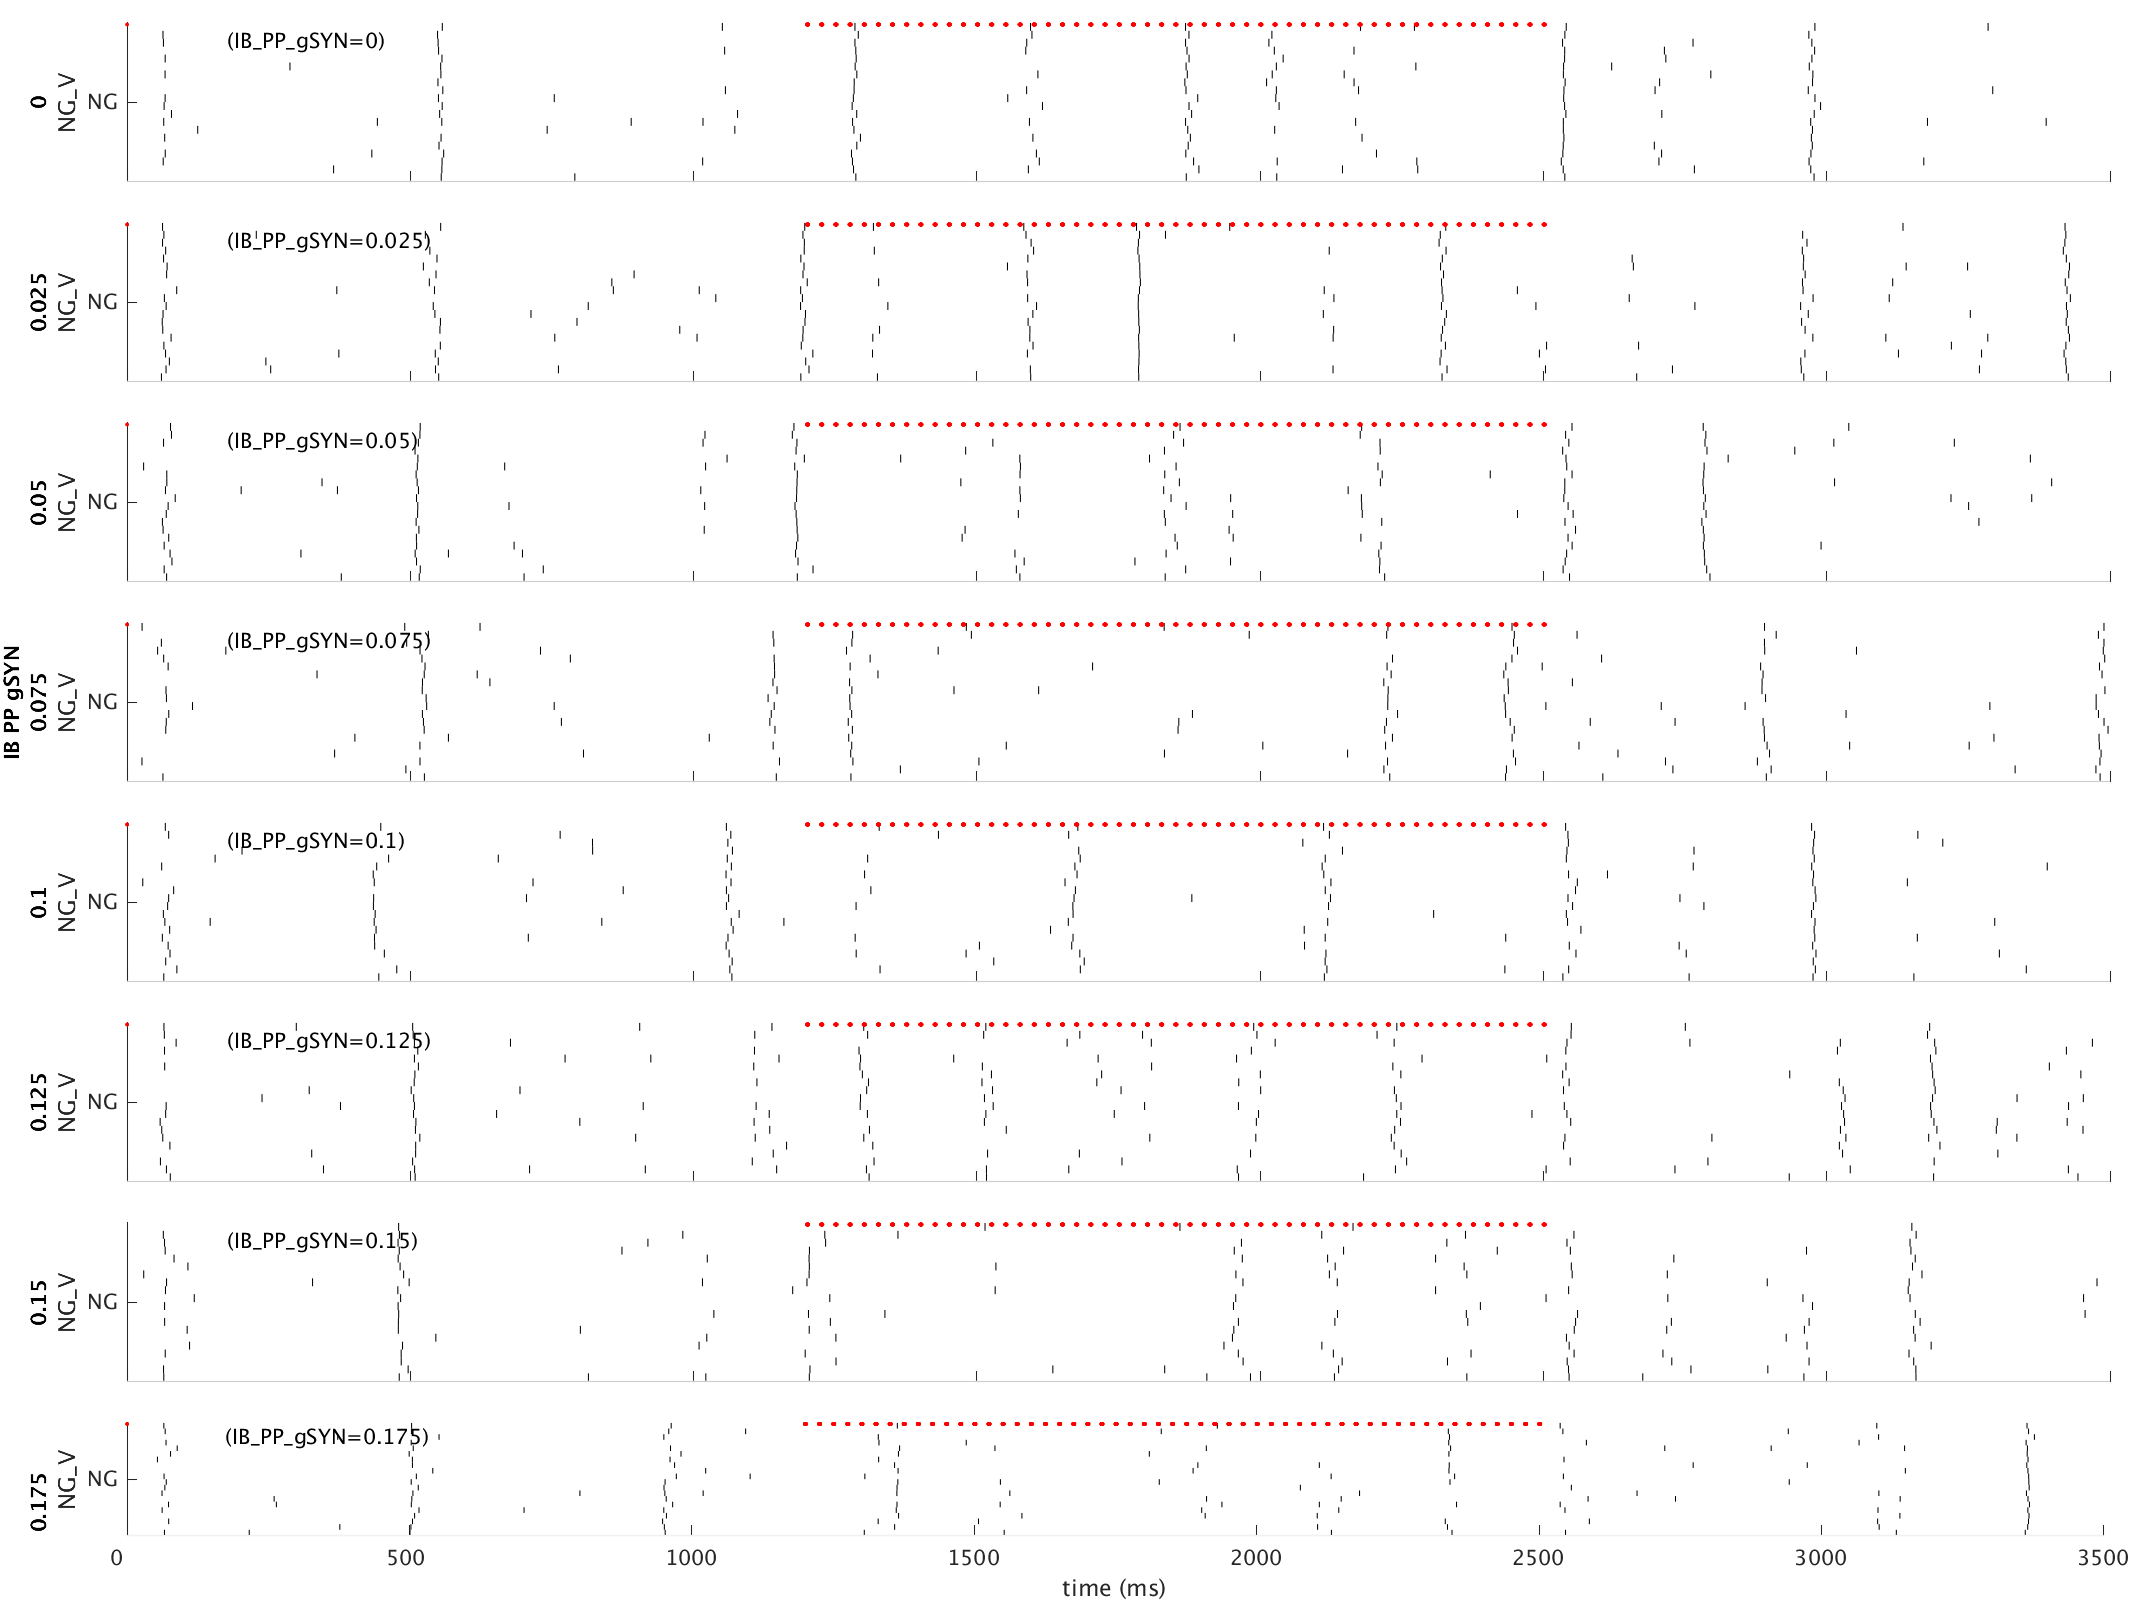 (IB_PP_gSYN=0)
0
NG_V
NG
(IB_PP_gSYN=0.025)
0.025
NG_V
NG
(IB_PP_gSYN=0.05)
0.05
NG_V
NG
(IB_PP_gSYN=0.075)
IB PP gSYN
0.075
NG_V
NG
(IB_PP_gSYN=0.1)
0.1
NG_V
NG
(IB_PP_gSYN=0.125)
0.125
NG_V
NG
(IB_PP_gSYN=0.15)
0.15
NG_V
NG
(IB_PP_gSYN=0.175)
0.175
NG_V
NG
0 500 1000 1500 2000 2500 3000 3500
time (ms)